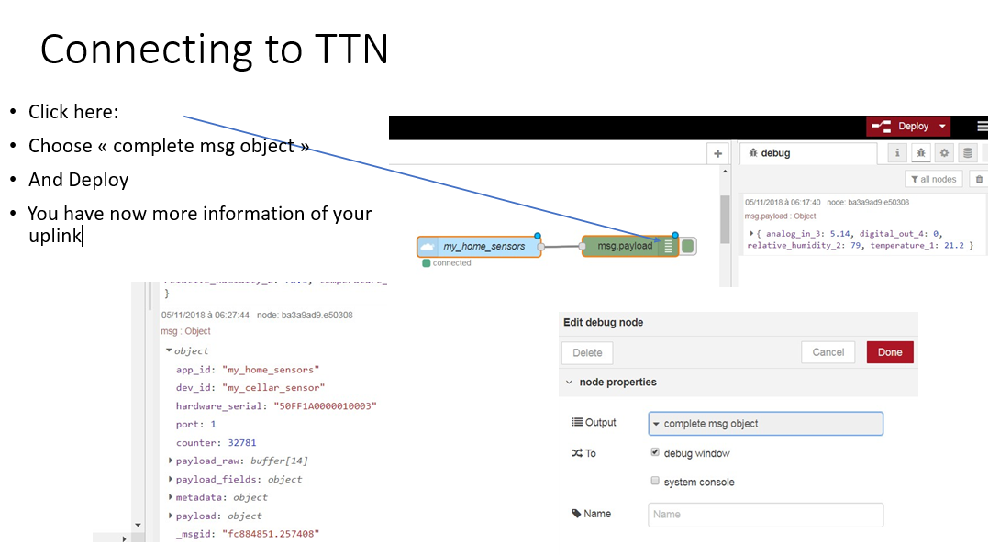 Connecting to TTN
• Click here:
• Choose « complete msg object »
• And Deploy
• You have now more information of your
uplink
Deploy
+
debug
i
all nodes
05/11/2018 à 06:17:40 node: ba3a9ad9.e50308
msg.payload : Object
{ analog_in_3: 5.14, digital_out_4: 0,
relative_humidity_2: 79, temperature_1: 21.2 }
my_home_sensors
msg.payload
connected
}
05/11/2018 à 06:27:44 node: ba3a9ad9.e50308
msg : Object
object
app_id: "my_home_sensors"
dev_id: "my_cellar_sensor"
hardware_serial: "50FF1A0000010003"
port: 1
counter: 32781
payload_raw: buffer[14]
payload_fields: object
metadata: object
payload: object
_msgid: "fc884851.257408"
Edit debug node
Delete
Cancel
Done
node properties
Output
complete msg object
To
debug window
system console
Name
Name